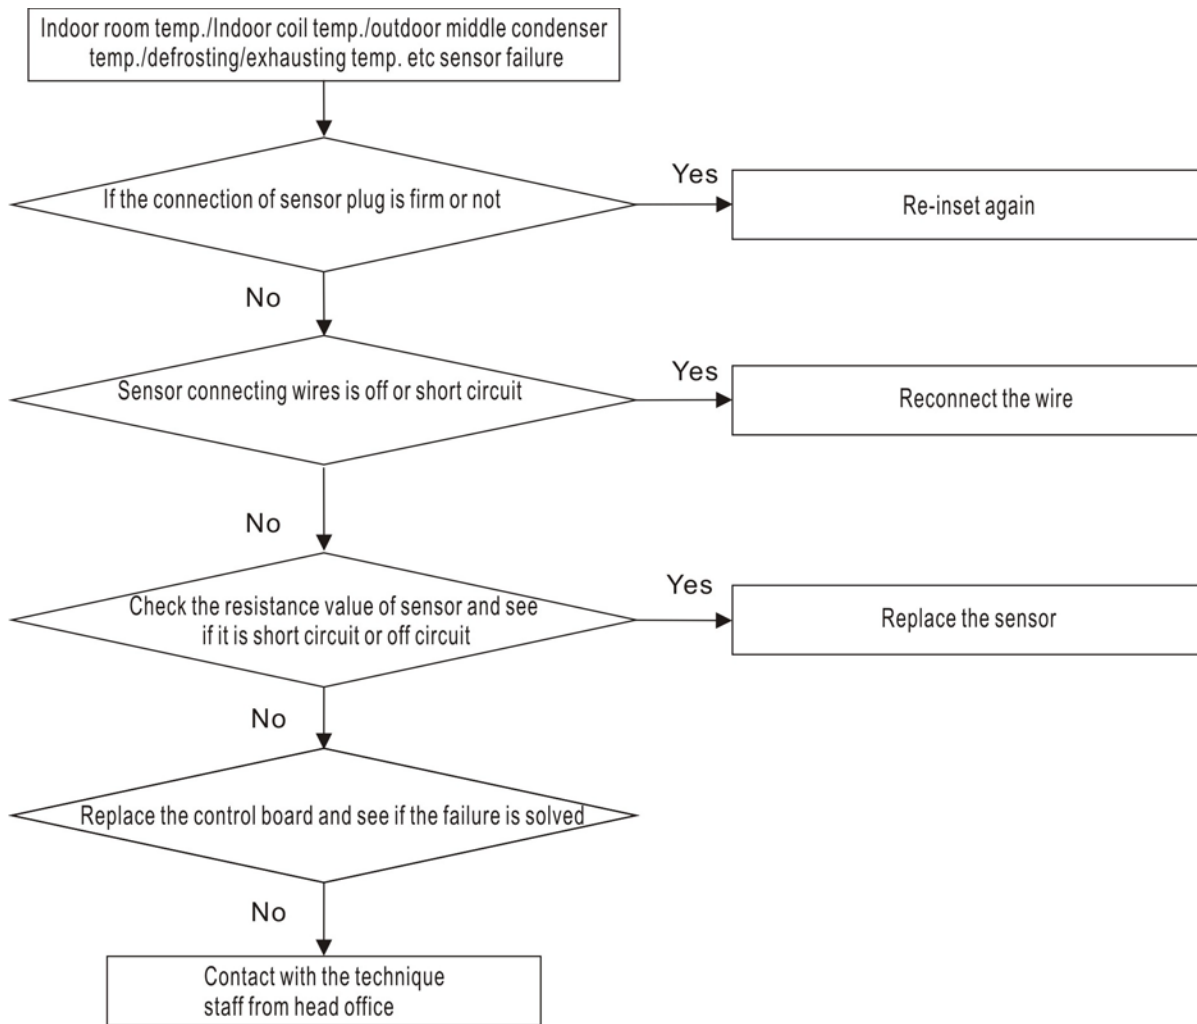 Indoor room temp./Indoor coil temp./outdoor middle condenser
temp./defrosting/exhausting temp. etc sensor failure
If the connection of sensor plug is firm or not
Yes
Re-inset again
No
Sensor connecting wires is off or short circuit
Yes
Reconnect the wire
No
Check the resistance value of sensor and see
if it is short circuit or off circuit
Yes
Replace the sensor
No
Replace the control board and see if the failure is solved
No
Contact with the technique
staff from head office